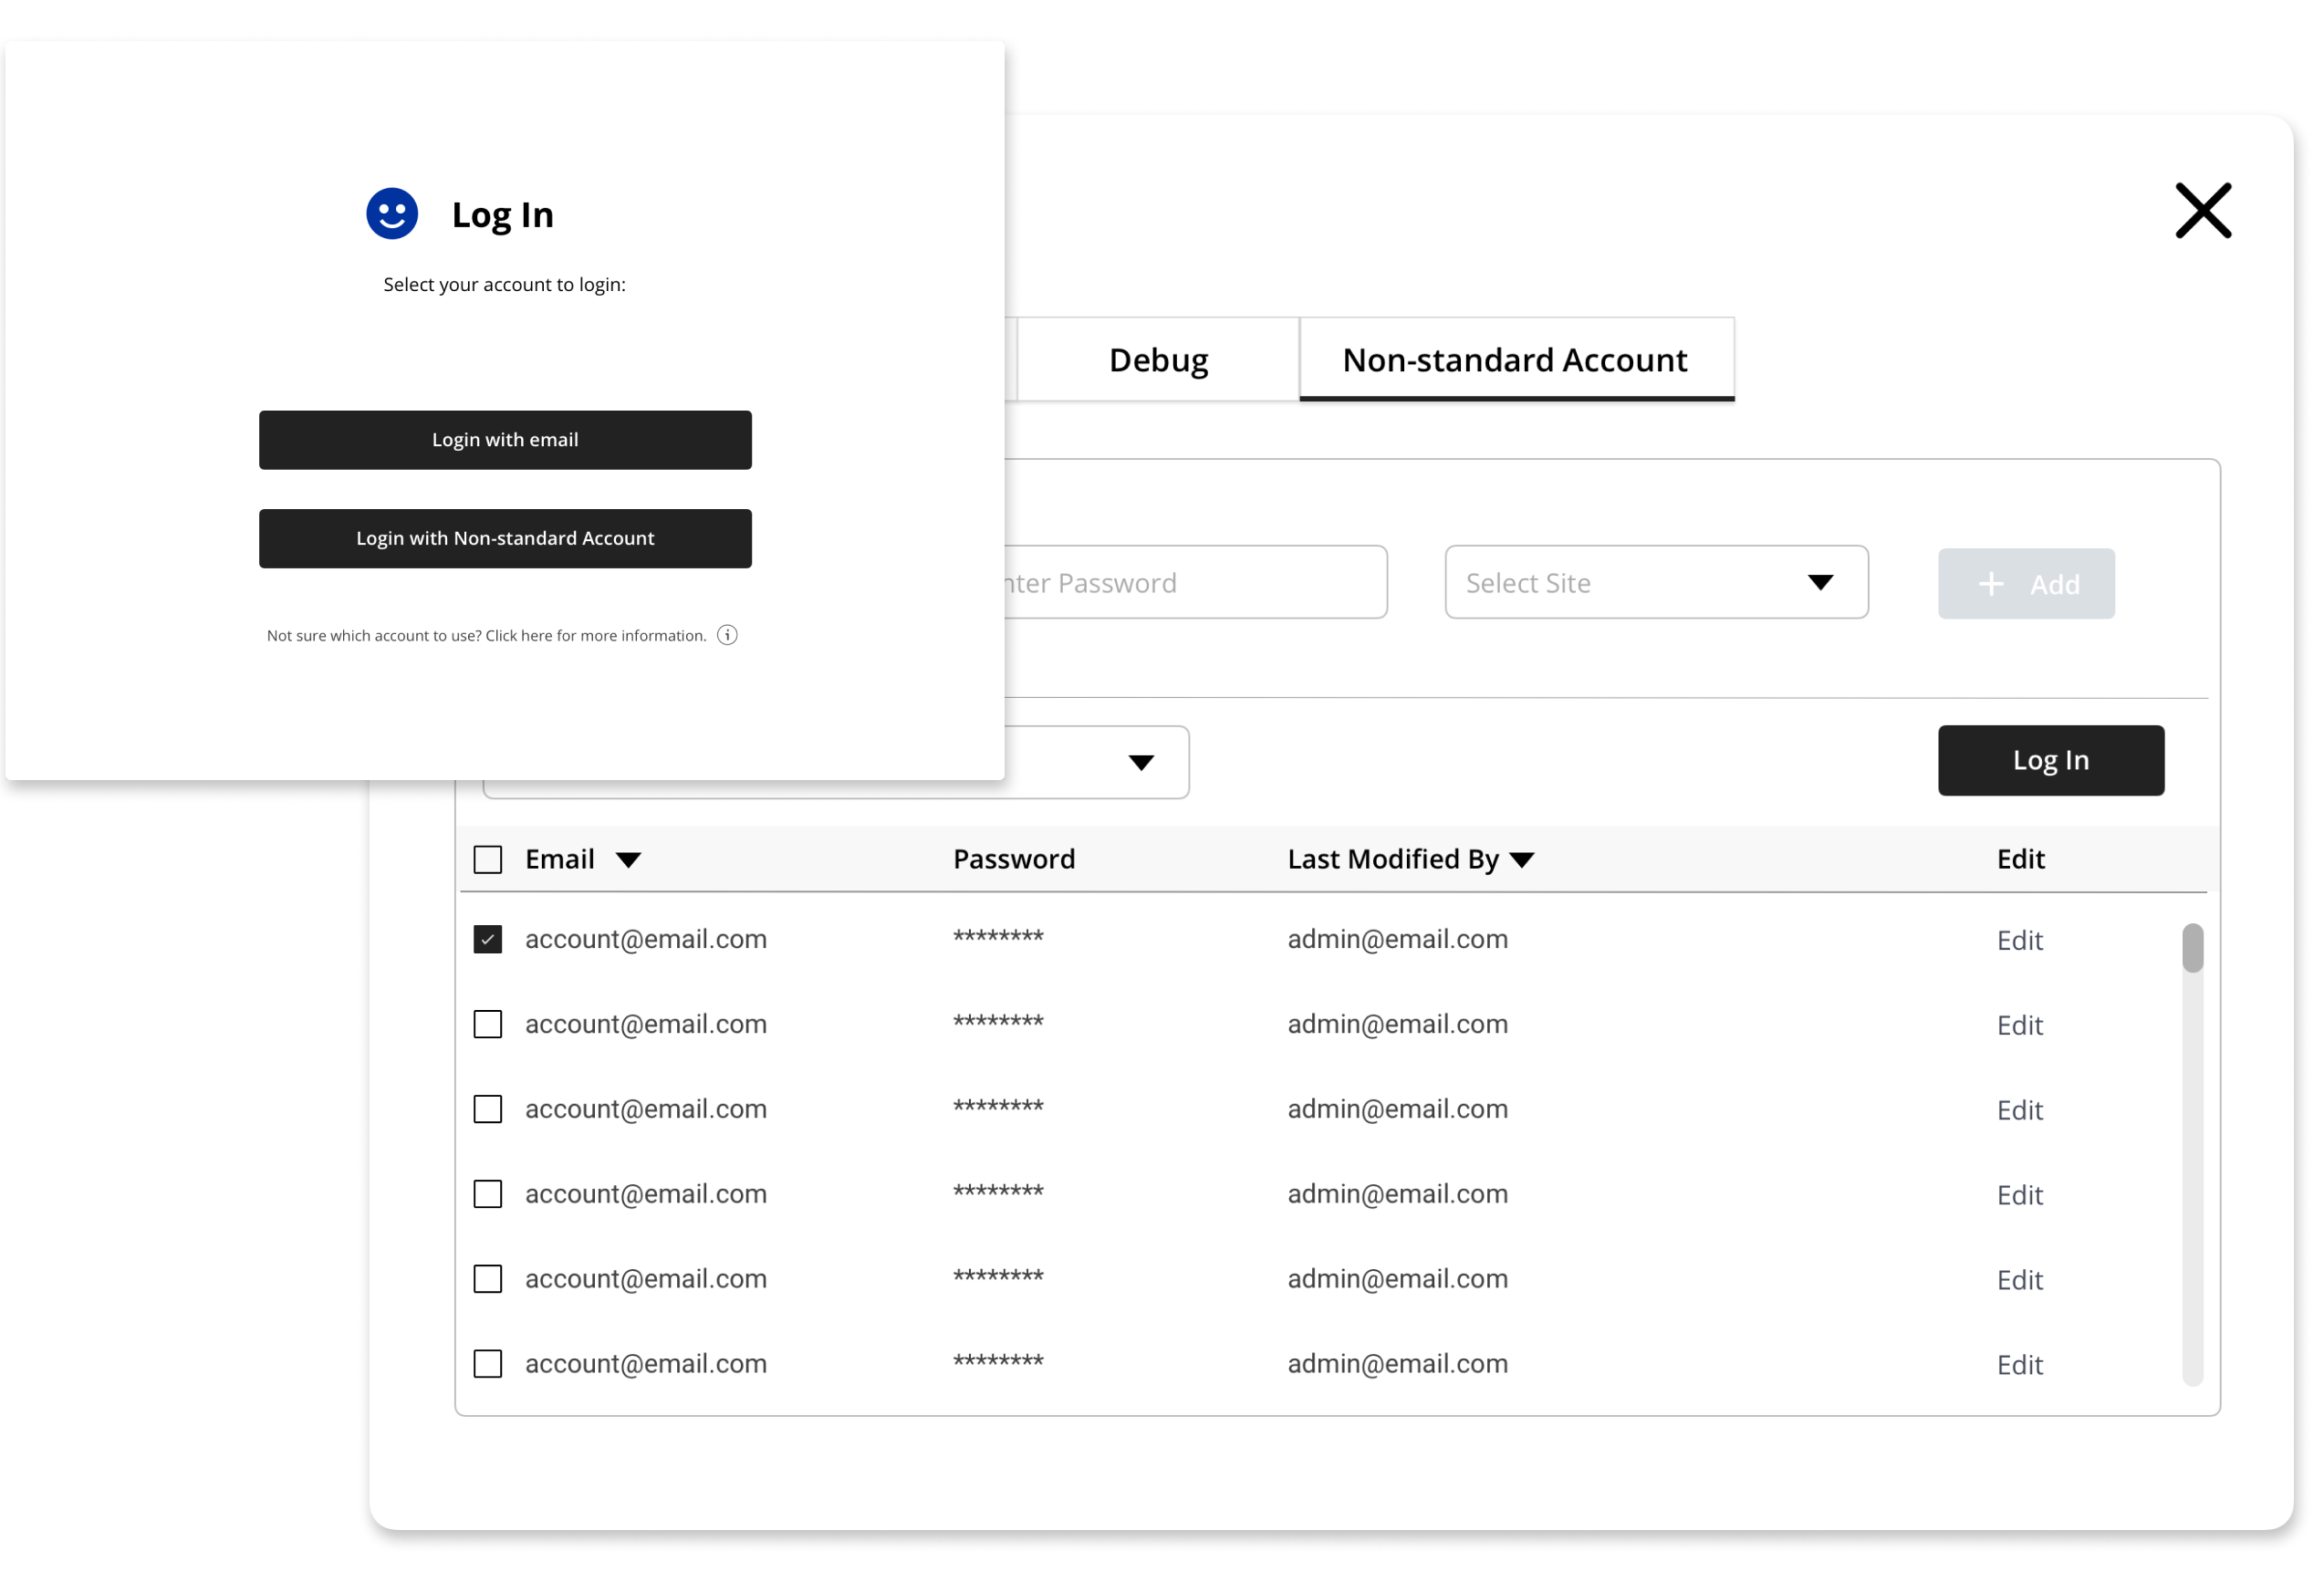 Log In
Select your account to login:
Login with email
Login with Non-standard Account
Not sure which account to use? Click here for more information.
Debug
Non-standard Account
Password
Select Site
+ Add
Log In
Email Password Last Modified By Edit
account@email.com ******** admin@email.com Edit
account@email.com ******** admin@email.com Edit
account@email.com ******** admin@email.com Edit
account@email.com ******** admin@email.com Edit
account@email.com ******** admin@email.com Edit
account@email.com ******** admin@email.com Edit